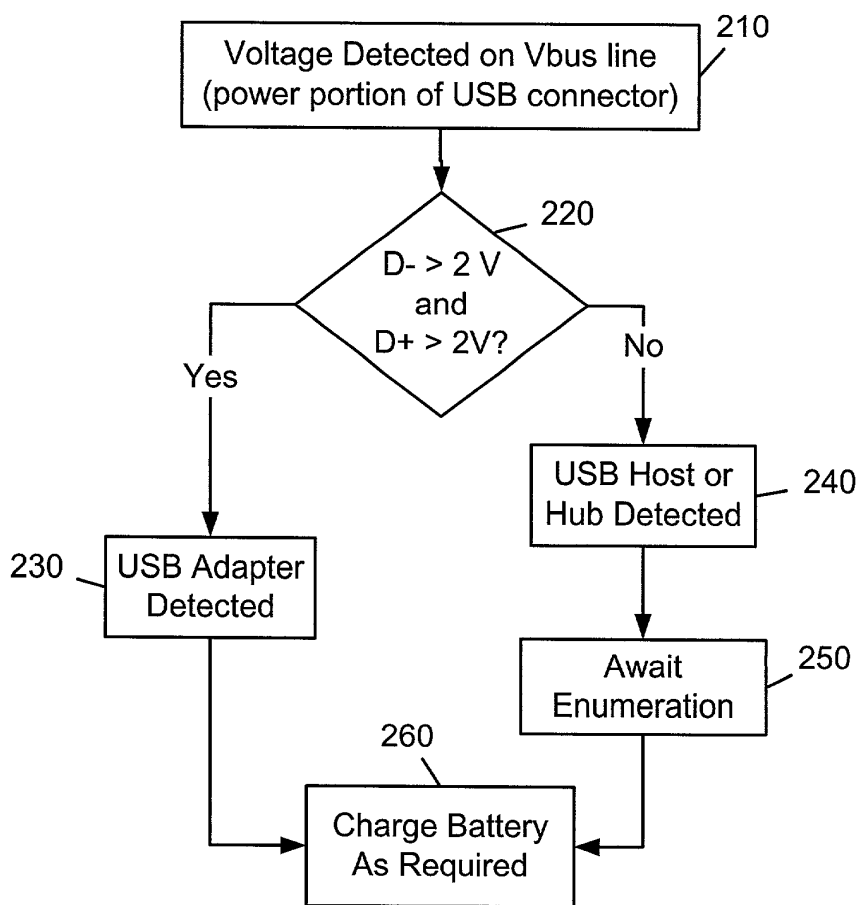 210
Voltage Detected on Vbus line
(power portion of USB connector)
220
D- > 2 V
and
D+ > 2V?
Yes
No
USB Host or
Hub Detected
240
230
USB Adapter
Detected
Await
Enumeration
250
260
Charge Battery
As Required